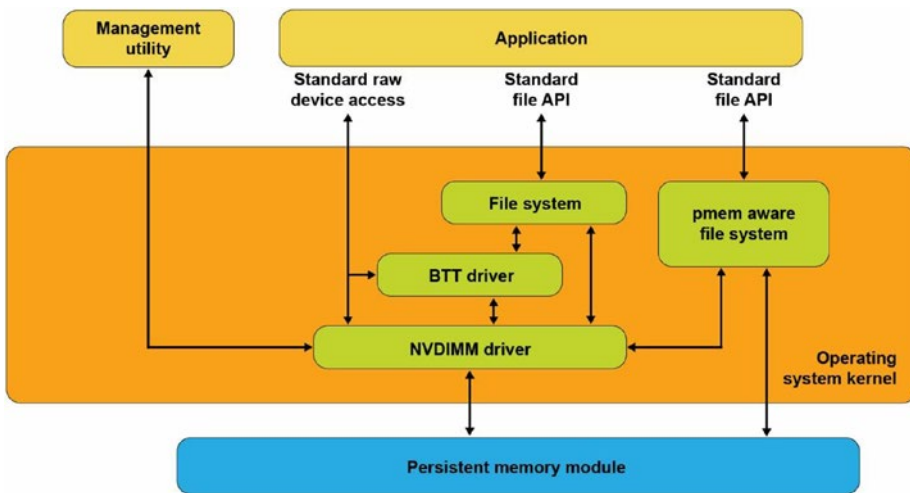 Management
utility
Application
Standard raw
device access
Standard
file API
Standard
file API
File system
pmem aware
file system
BTT driver
NVDIMM driver
Operating
system kernel
Persistent memory module